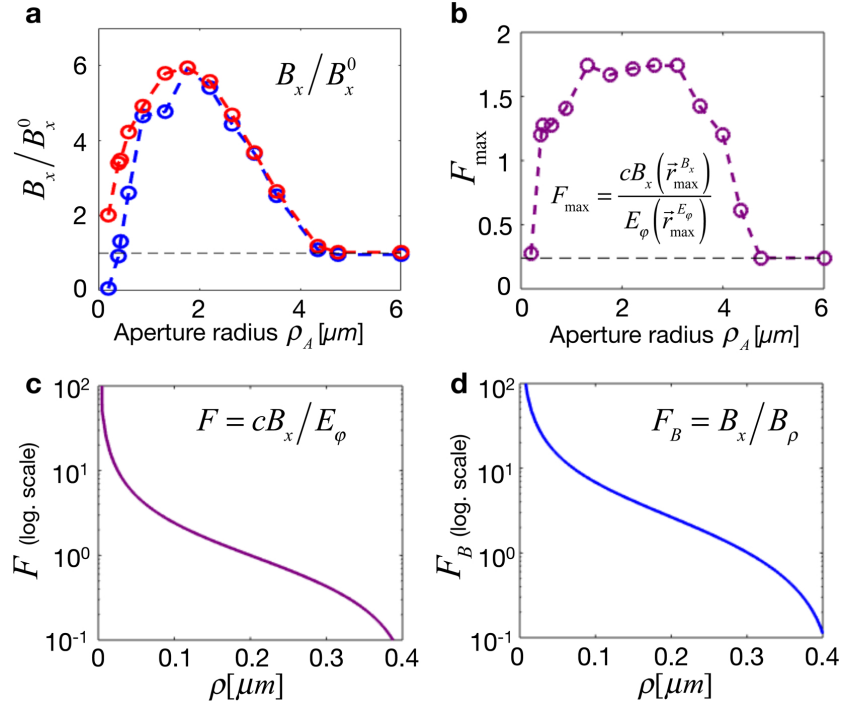 a
B_x/B_x^0
B_x/B_x^0
6
4
2
0
0
2
4
6
Aperture radius ρ_A [μm]
b
F_max
2
1.5
1
0.5
0
F_max = cB_x(r⃗_max^{B_x}) / E_φ(r⃗_max^{E_φ})
0
2
4
6
Aperture radius ρ_A [μm]
c
F = cB_x/E_φ
F (log. scale)
10^2
10^1
10^0
10^-1
0
0.1
0.2
0.3
0.4
ρ[μm]
d
F_B = B_x/B_ρ
F_B (log. scale)
10^2
10^1
10^0
10^-1
0
0.1
0.2
0.3
0.4
ρ[μm]